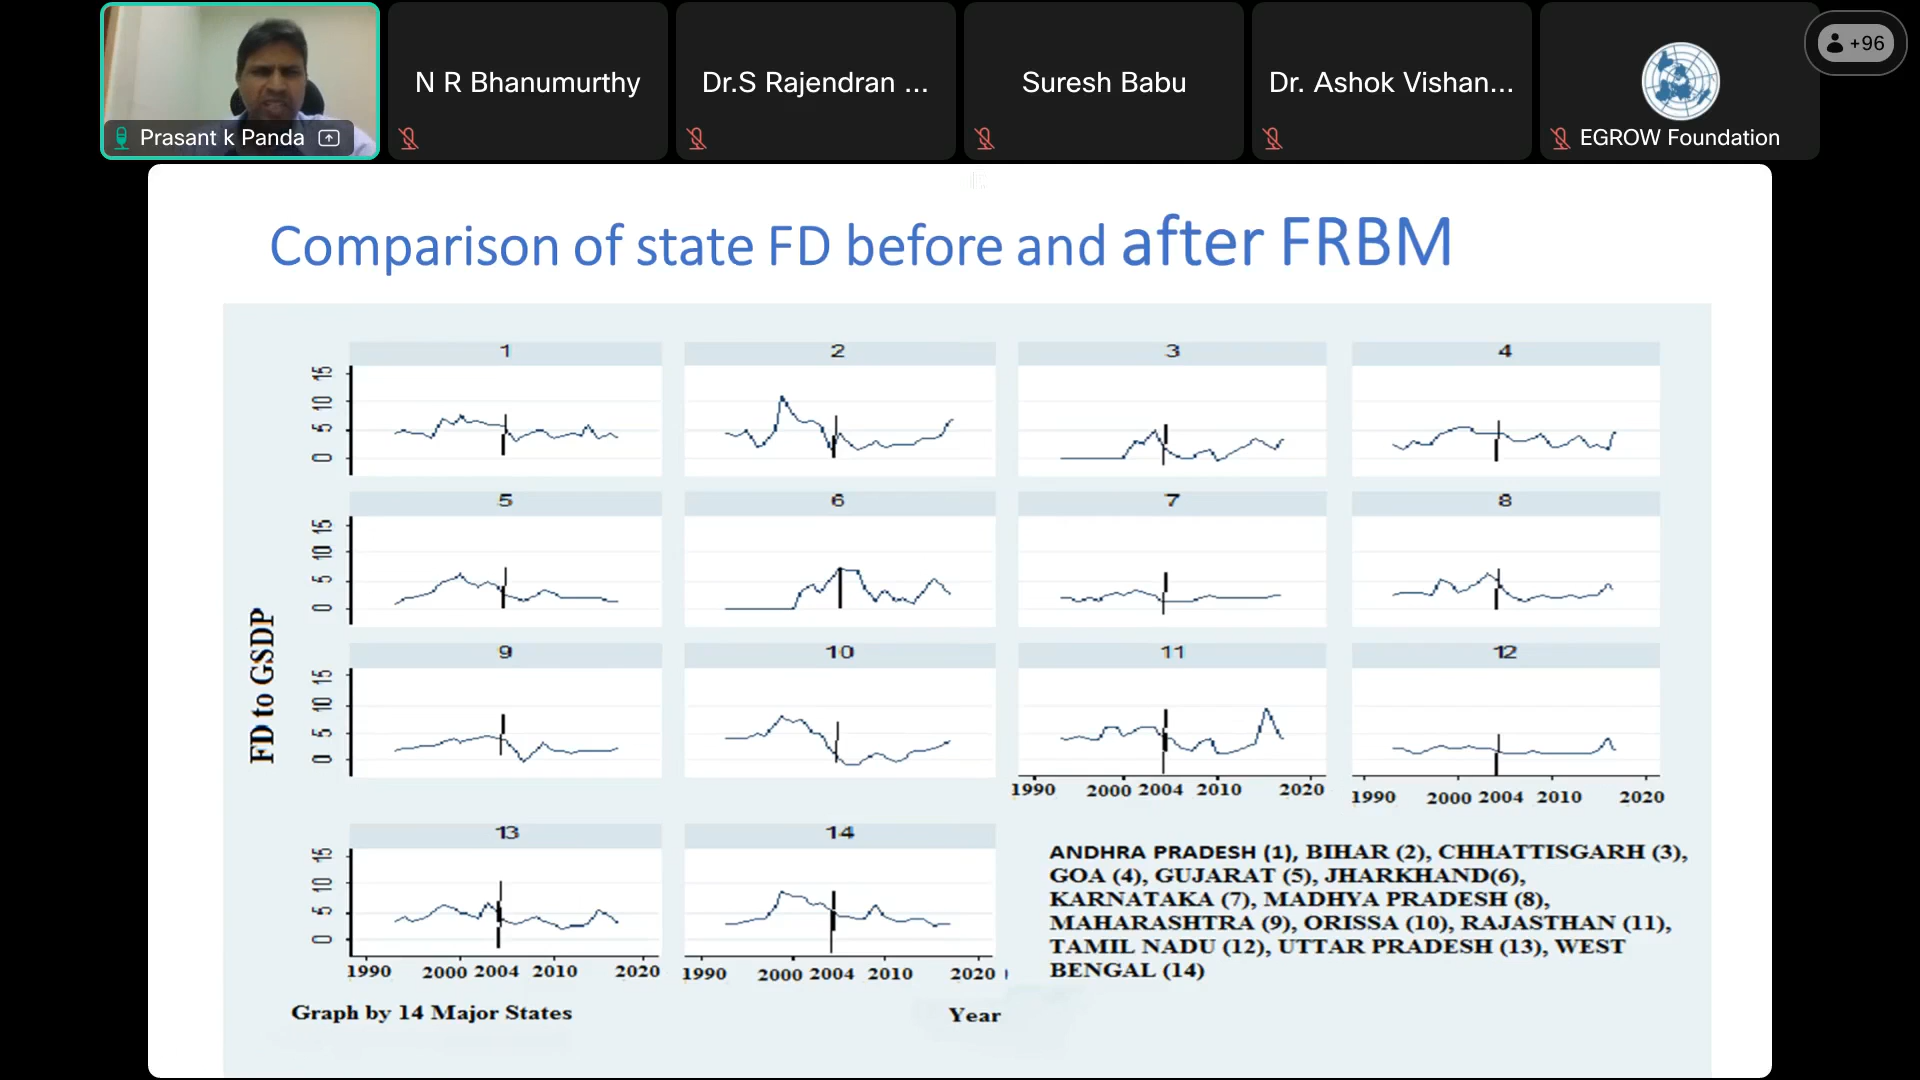 N R Bhanumurthy
Dr.S Rajendran ...
Suresh Babu
Dr. Ashok Vishan...
+96
Prasant k Panda
EGROW Foundation
Comparison of state FD before and after FRBM
1 2 3 4
15 10 5 0
5 6 7 8
15 10 5 0
9 10 11 12
15 10 5 0
FD to GSDP
1990 2000 2004 2010 2020
1990 2000 2004 2010 2020
13 14
15 10 5 0
1990 2000 2004 2010 2020
1990 2000 2004 2010 2020
ANDHRA PRADESH (1), BIHAR (2), CHHATTISGARH (3),
GOA (4), GUJARAT (5), JHARKHAND(6),
KARNATAKA (7), MADHYA PRADESH (8),
MAHARASHTRA (9), ORISSA (10), RAJASTHAN (11),
TAMIL NADU (12), UTTAR PRADESH (13), WEST
BENGAL (14)
Graph by 14 Major States
Year